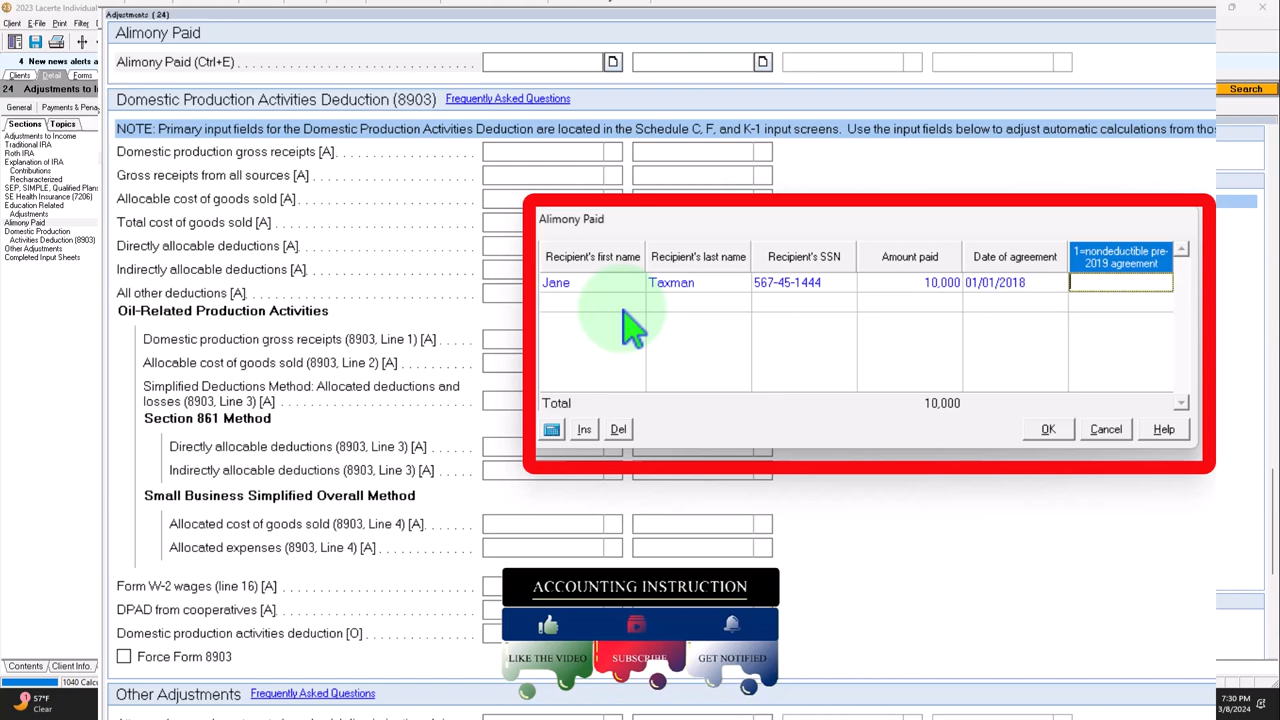 2023 Lacerte Individual
Client E-File Print Filter
4 New news alerts a
Clients Detail Forms
24 Adjustments to I
General Payments & Pena
Sections Topics
Adjustments to Income
Traditional IRA
Roth IRA
Explanation of IRA
Contributions
Recharacterized
SEP, SIMPLE, Qualified Plans
SE Health Insurance (7206)
Education Related
Adjustments
Alimony Paid
Domestic Production
Activities Deduction (8903)
Other Adjustments
Completed Input Sheets
Contents Client Info.
1040 Calcu
57°F
Clear
Adjustments (24)
Alimony Paid
Alimony Paid (Ctrl+E)
Domestic Production Activities Deduction (8903) Frequently Asked Questions
NOTE: Primary input fields for the Domestic Production Activities Deduction are located in the Schedule C, F, and K-1 input screens. Use the input fields below to adjust automatic calculations from thos
Domestic production gross receipts [A]
Gross receipts from all sources [A]
Allocable cost of goods sold [A]
Total cost of goods sold [A]
Directly allocable deductions [A]
Indirectly allocable deductions [A]
All other deductions [A]
Oil-Related Production Activities
Domestic production gross receipts (8903, Line 1) [A]
Allocable cost of goods sold (8903, Line 2) [A]
Simplified Deductions Method: Allocated deductions and
losses (8903, Line 3) [A]
Section 861 Method
Directly allocable deductions (8903, Line 3) [A]
Indirectly allocable deductions (8903, Line 3) [A]
Small Business Simplified Overall Method
Allocated cost of goods sold (8903, Line 4) [A]
Allocated expenses (8903, Line 4) [A]
Form W-2 wages (line 16) [A]
DPAD from cooperatives [A]
Domestic production activities deduction [O]
Force Form 8903
Other Adjustments Frequently Asked Questions
Alimony Paid
Recipient's first name Recipient's last name Recipient's SSN Amount paid Date of agreement 1=nondeductible pre-
2019 agreement
Jane Taxman 567-45-1444 10,000 01/01/2018
Total 10,000
Ins Del OK Cancel Help
ACCOUNTING INSTRUCTION
LIKE THE VIDEO SUBSCRIBE GET NOTIFIED
Search
7:30 PM
3/8/2024